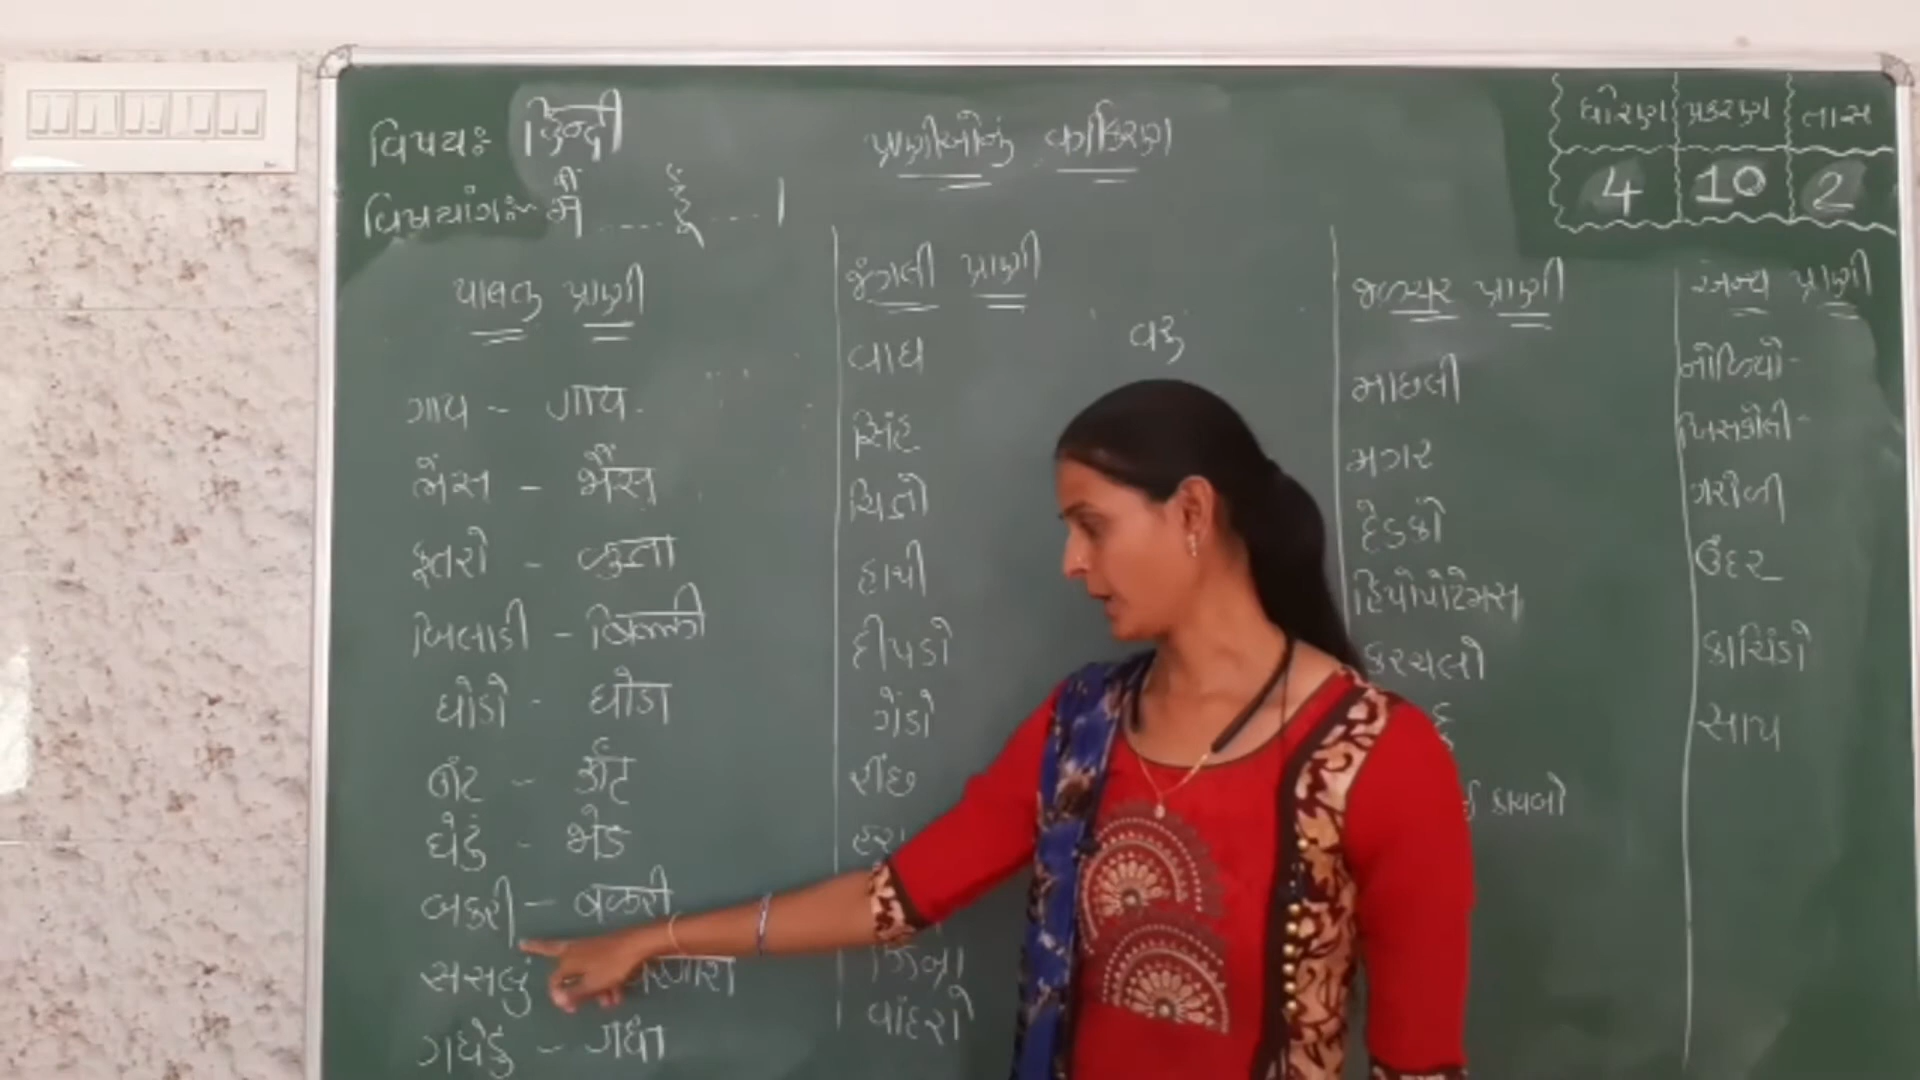 વિષયઃ हिन्दी
વિષયાંગઃ- मैं ..... हूँ .... ।
પ્રાણીઓનું વર્ગીકરણ
ધોરણ પ્રકરણ તાસ
4 10 2
પાલતુ પ્રાણી
ગાય - गाय
ભેંસ - भैंस
કૂતરો - कुत्ता
બિલાડી - बिल्ली
ઘોડો - घोडा
ઊંટ - ऊँट
ઘેટું - भेड
બકરી - बकरी
સસલું
ગધેડું - गधा
જંગલી પ્રાણી
વાઘ
સિંહ
ચિત્તો
હાથી
દીપડો
ગેંડો
રીંછ
વાંદરો
વરુ
જળચર પ્રાણી
માછલી
મગર
દેડકો
હિપોપોટેમસ
કરચલો
કાચબો
અન્ય પ્રાણી
નોળિયો-
ખિસકોલી-
ગરોળી
ઉંદર
કાચિંડો
સાપ